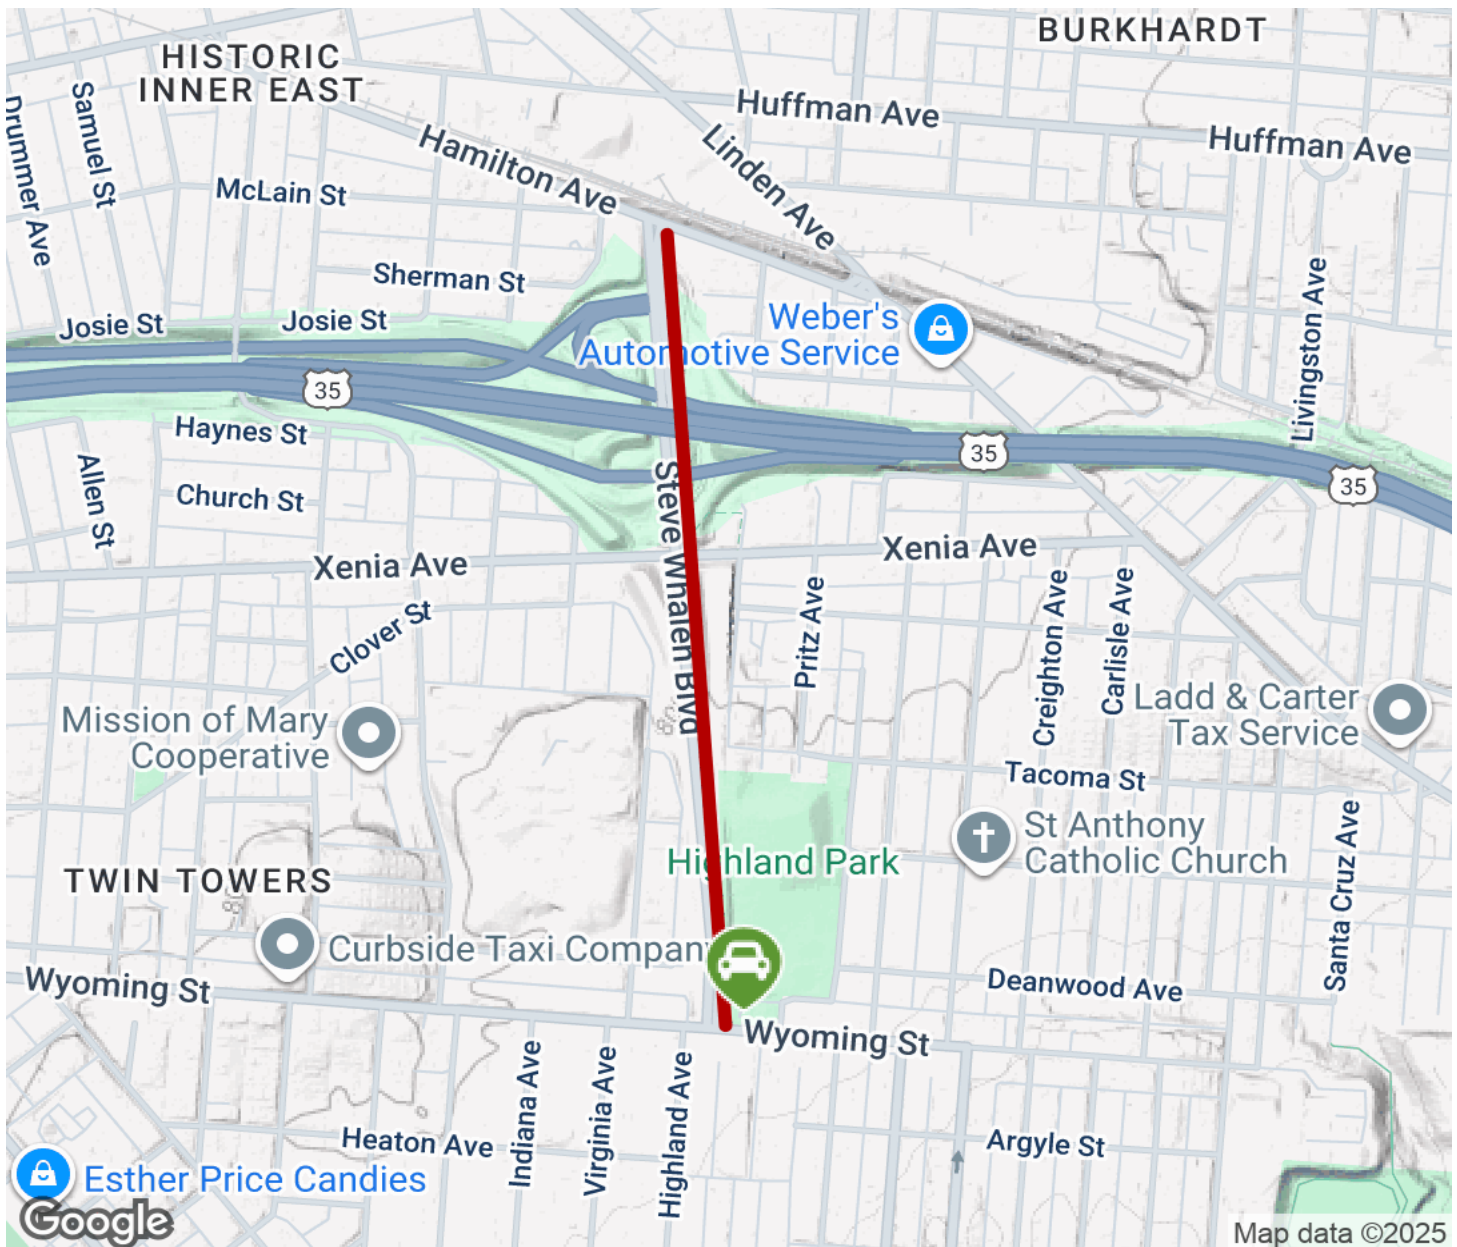 BURKHARDT
HISTORIC
INNER EAST
Samuel St
Drummer Ave
Huffman Ave
Huffman Ave
Hamilton Ave
Linden Ave
McLain St
Sherman St
Josie St
Josie St
Weber's
Automotive Service
Livingston Ave
35
35
35
Haynes St
Allen St
Church St
Steve Whalen Blvd
Xenia Ave
Xenia Ave
Clover St
Pritz Ave
Creighton Ave
Carlisle Ave
Mission of Mary
Cooperative
Ladd & Carter
Tax Service
Tacoma St
St Anthony
Catholic Church
Santa Cruz Ave
Highland Park
TWIN TOWERS
Curbside Taxi Company
Wyoming St
Deanwood Ave
Wyoming St
Indiana Ave
Virginia Ave
Highland Ave
Heaton Ave
Argyle St
Esther Price Candies
Google
Map data ©2025